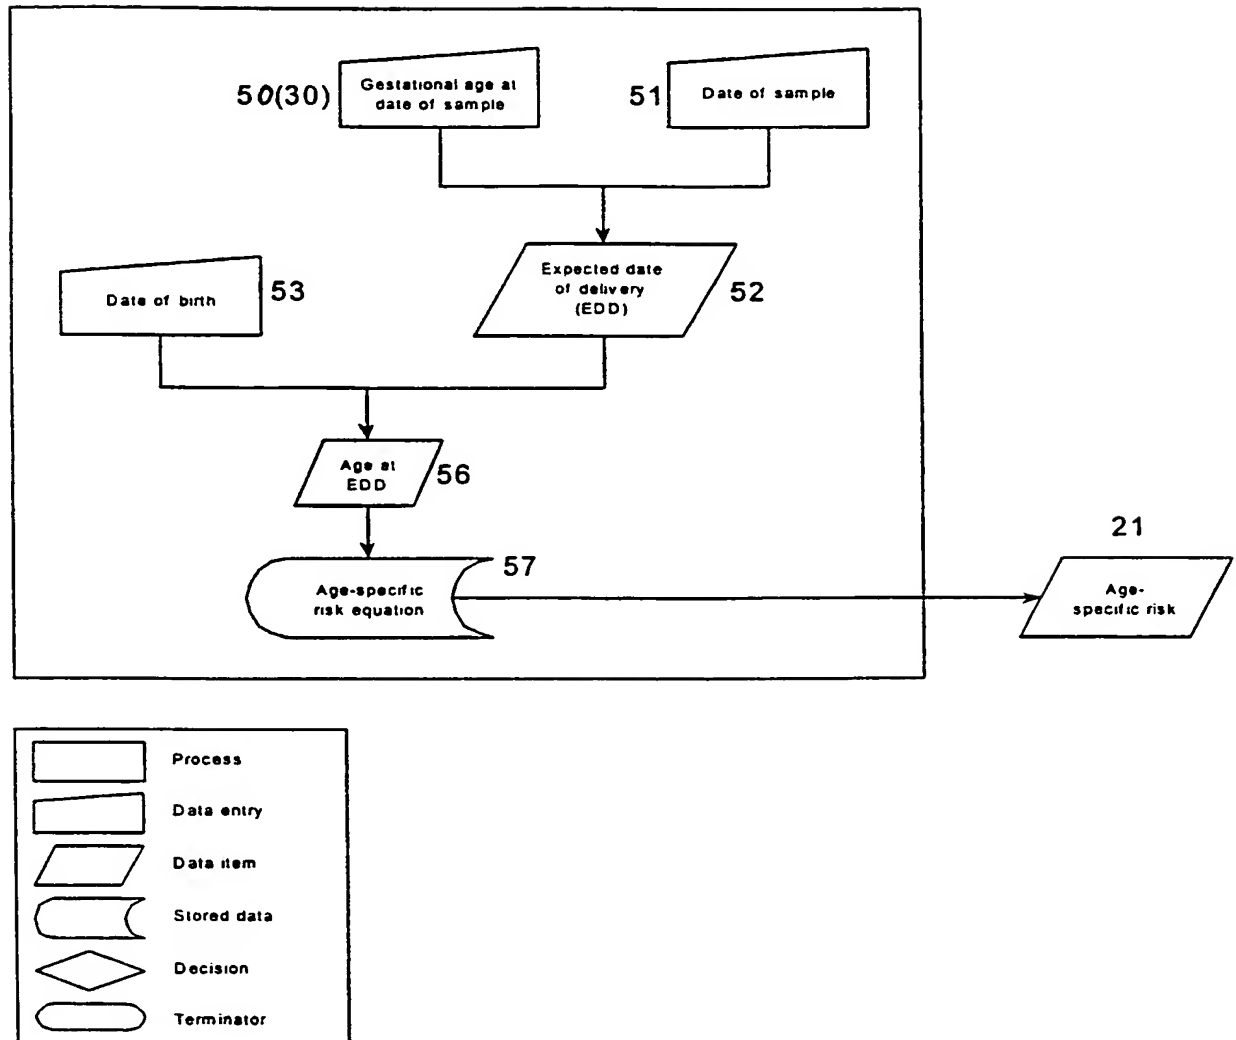 50(30)
Gestational age at
date of sample
51
Date of sample
Date of birth
53
Expected date
of delivery
(EDD)
52
Age at
EDD
56
Age-specific
risk equation
57
21
Age-
specific risk
Process
Data entry
Data item
Stored data
Decision
Terminator